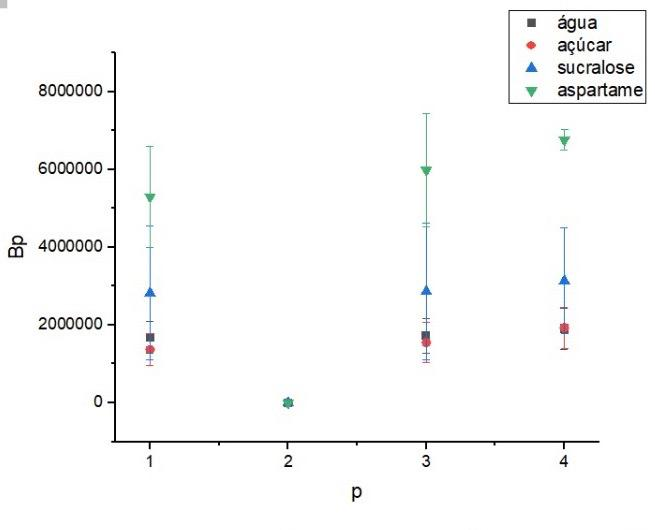 água
açúcar
sucralose
aspartame
8000000
6000000
4000000
2000000
0
Bp
1 2 3 4
p